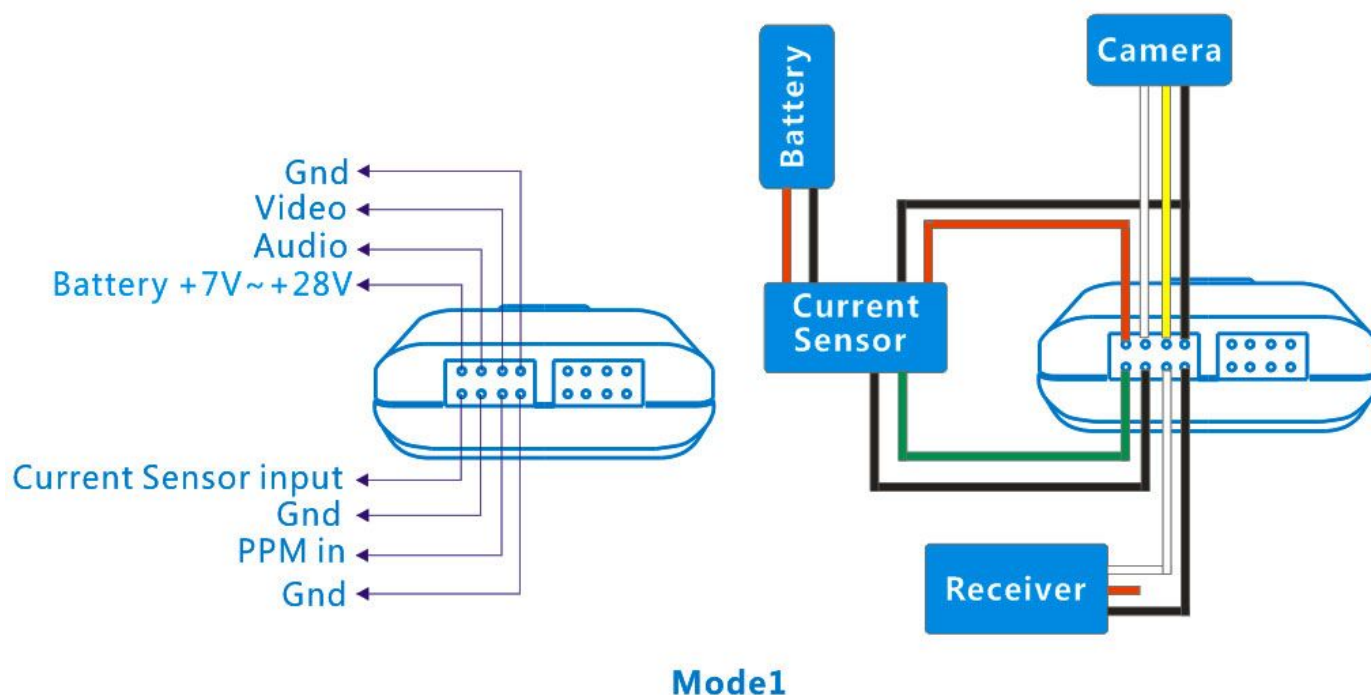 Gnd
Video
Audio
Battery +7V~+28V
Current Sensor input
Gnd
PPM in
Gnd
Battery
Camera
Current
Sensor
Receiver
Mode1